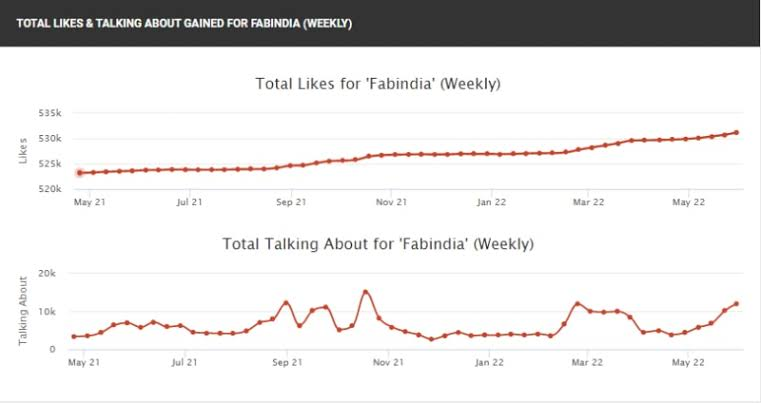 TOTAL LIKES & TALKING ABOUT GAINED FOR FABINDIA (WEEKLY)
Total Likes for 'Fabindia' (Weekly)
Likes
535k
530k
525k
520k
May 21 Jul 21 Sep 21 Nov 21 Jan 22 Mar 22 May 22
Total Talking About for 'Fabindia' (Weekly)
Talking About
20k
10k
0
May 21 Jul 21 Sep 21 Nov 21 Jan 22 Mar 22 May 22